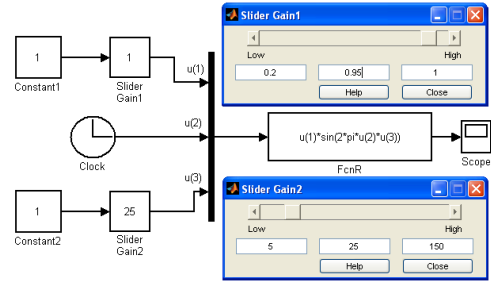 Slider Gain1
Low High
0.2 0.95 1
Help Close
1
Constant1
1
Slider
Gain1
u(1)
Clock
u(2)
u(1)*sin(2*pi*u(2)*u(3))
FcnR
Scope
1
Constant2
25
Slider
Gain2
u(3)
Slider Gain2
Low High
5 25 150
Help Close